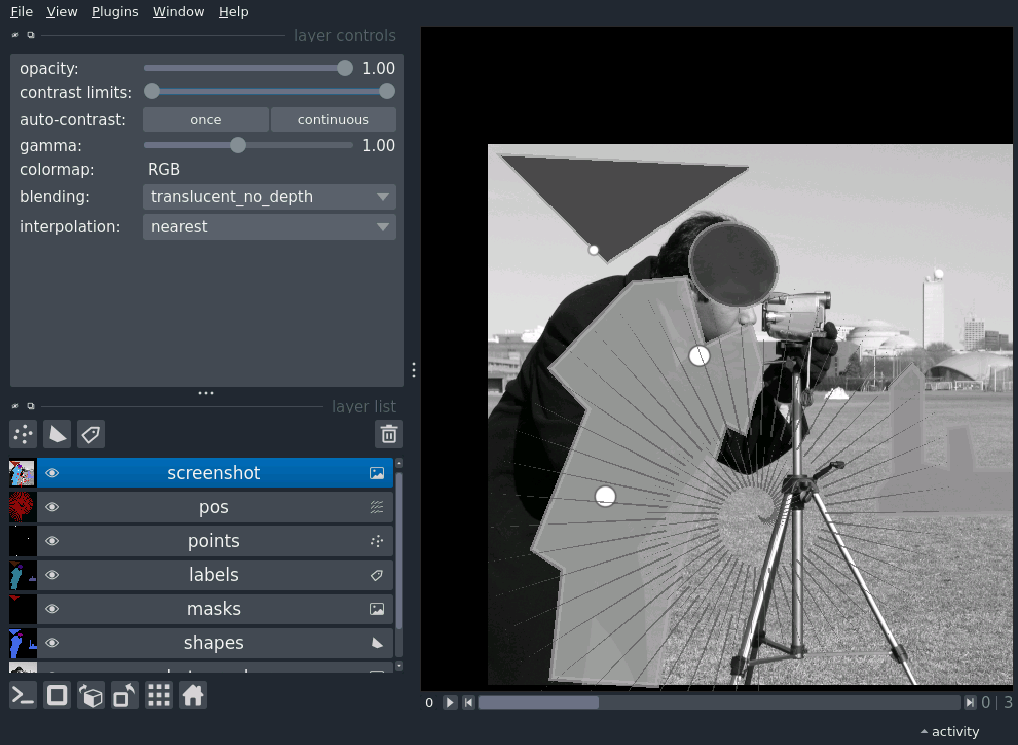 File View Plugins Window Help
layer controls
opacity: 1.00
contrast limits:
auto-contrast: once continuous
gamma: 1.00
colormap: RGB
blending: translucent_no_depth
interpolation: nearest
layer list
screenshot
pos
points
labels
masks
shapes
0 0 | 3
activity